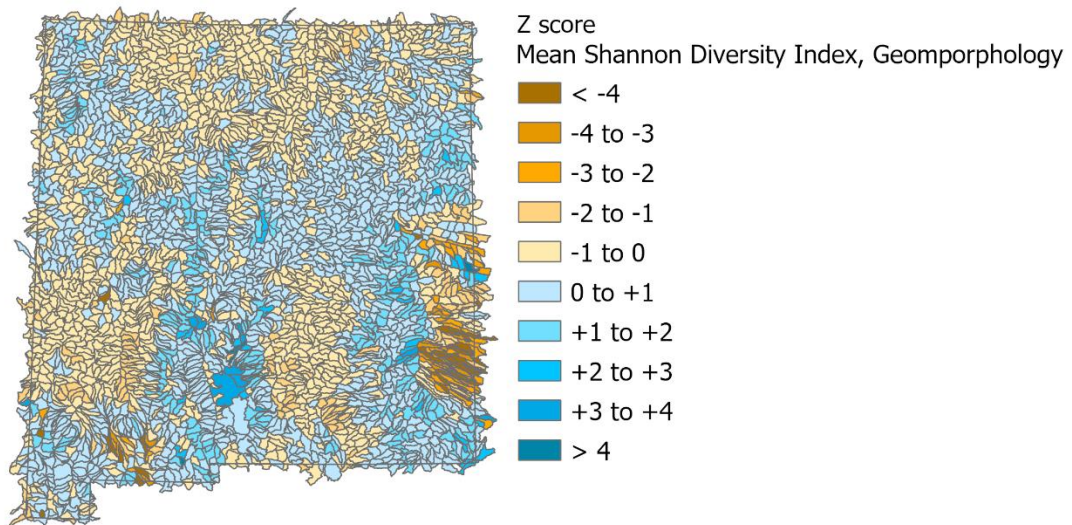 Z score
Mean Shannon Diversity Index, Geomporphology
< -4
-4 to -3
-3 to -2
-2 to -1
-1 to 0
0 to +1
+1 to +2
+2 to +3
+3 to +4
> 4